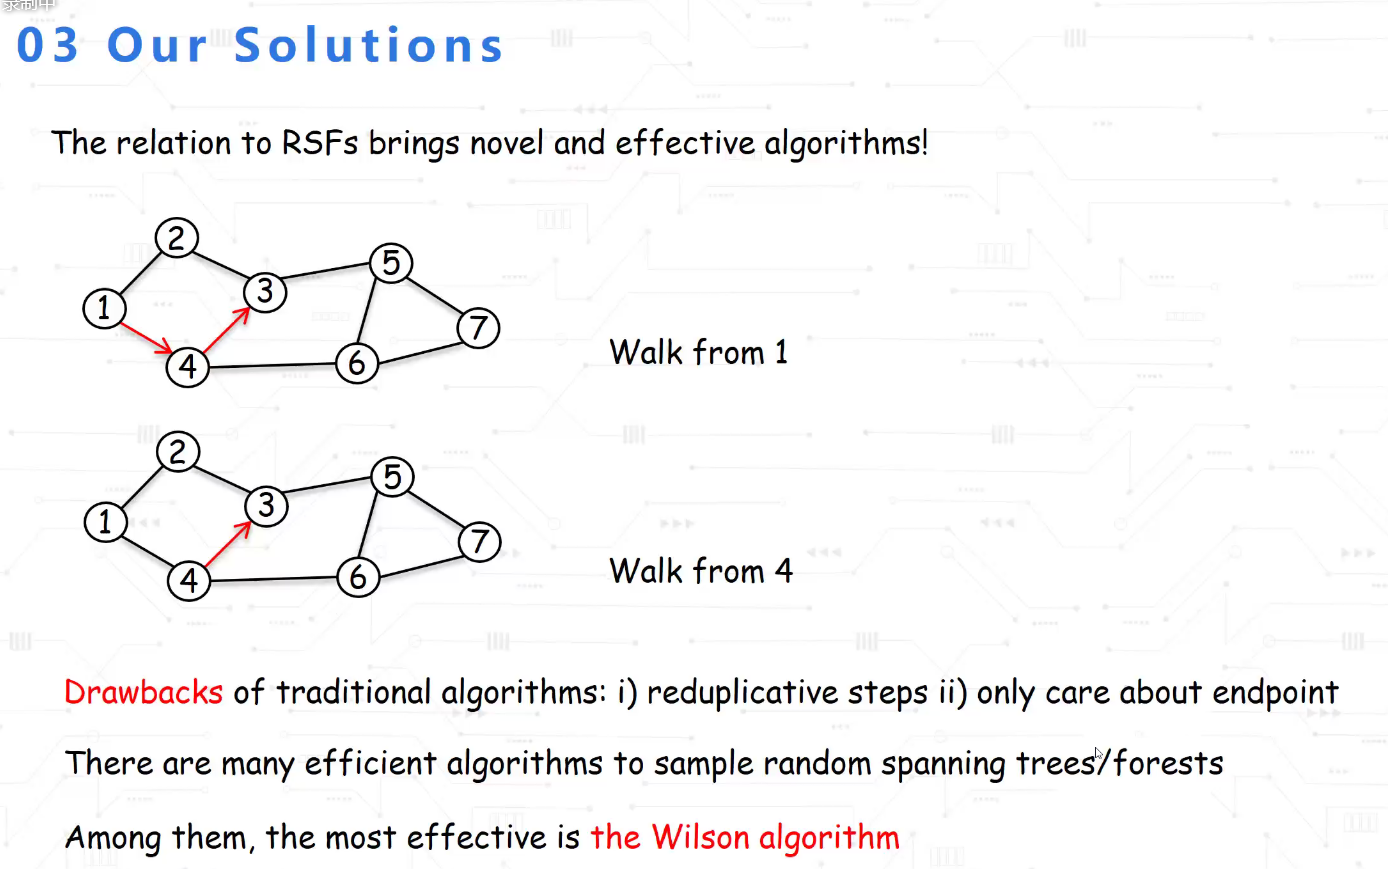 录制中
03 Our Solutions
The relation to RSFs brings novel and effective algorithms!
2
5
3
1
7
4
6
Walk from 1
2
5
3
1
7
4
6
Walk from 4
Drawbacks of traditional algorithms: i) reduplicative steps ii) only care about endpoint
There are many efficient algorithms to sample random spanning trees/forests
Among them, the most effective is the Wilson algorithm